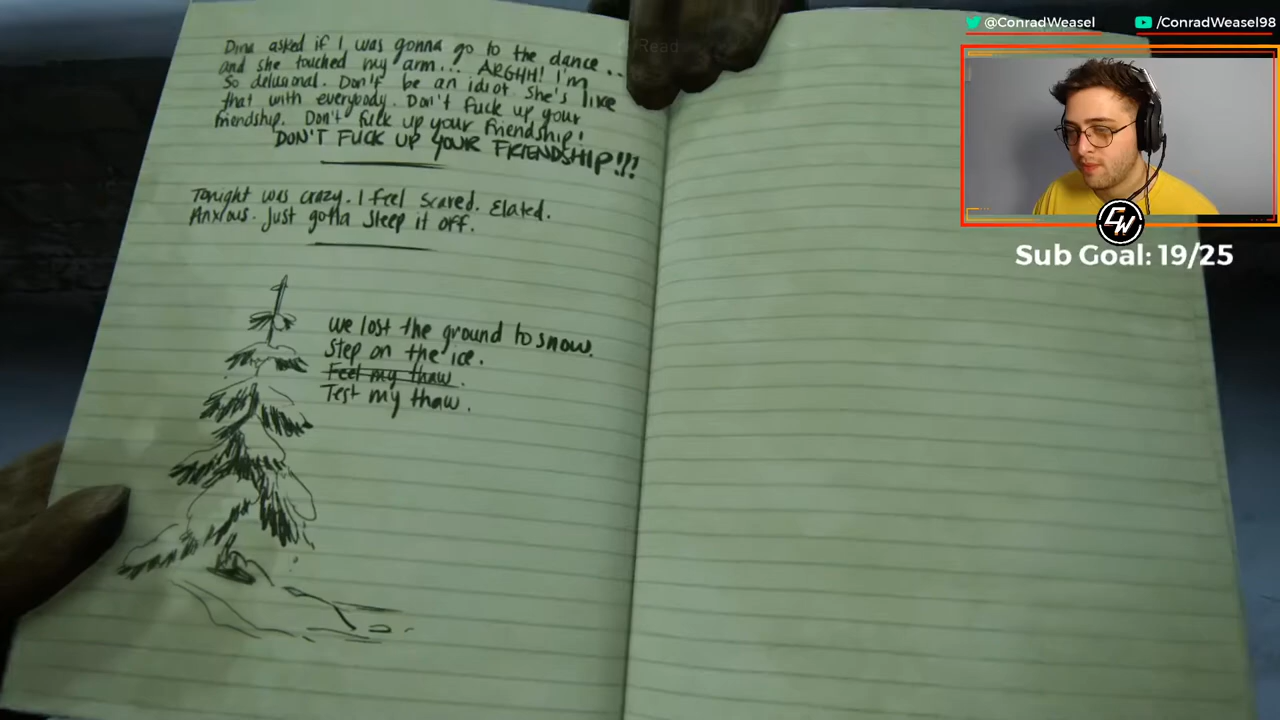 Dina asked if I was gonna go to the dance...
and she touched my arm... ARGHH! I'm
So delusional. Don't be an idiot. She's like
that with everybody. Don't fuck up your
friendship. Don't fuck up your friendship!
DON'T FUCK UP YOUR FRIENDSHIP!!!
Tonight was crazy. I feel scared. Elated.
Anxious. Just gotta sleep it off.
We lost the ground to snow.
Step on the ice.
Feel my thaw.
Test my thaw.
Read
@ConradWeasel
/ConradWeasel98
CW
Sub Goal: 19/25